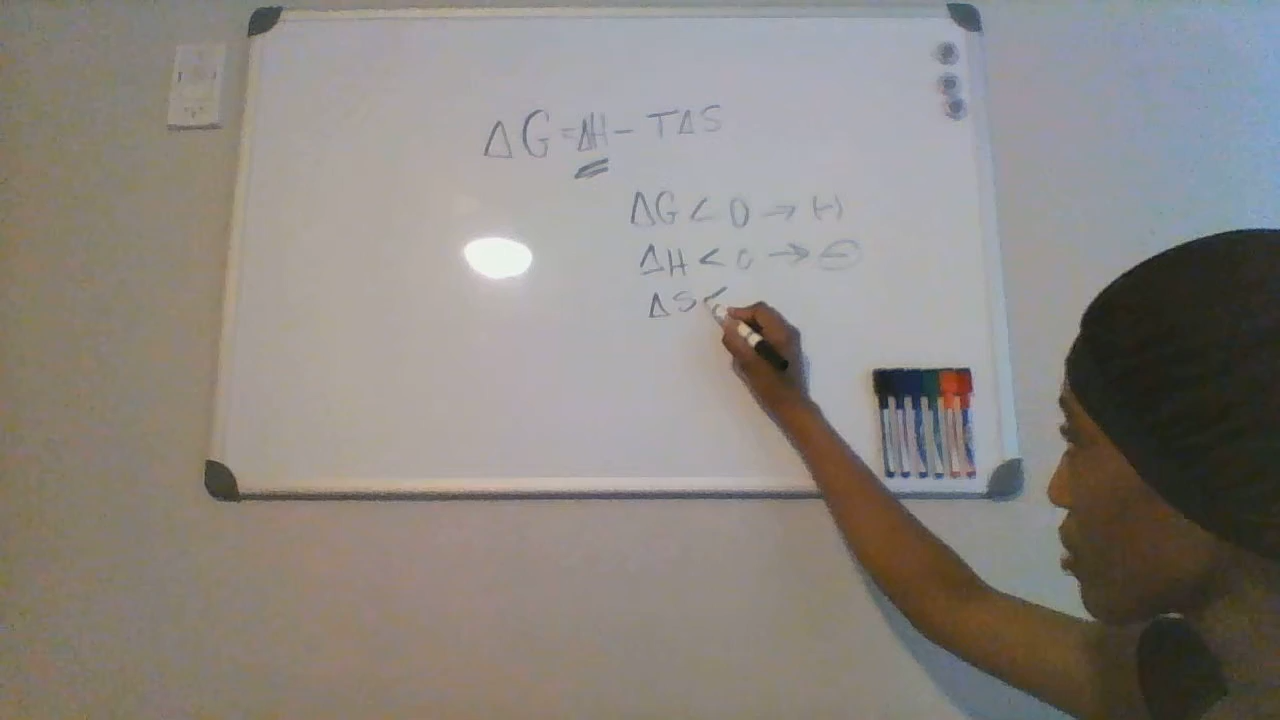 ΔG = ΔH - TΔS
ΔG < 0 → (-)
ΔH < 0 → ⊖
ΔS <